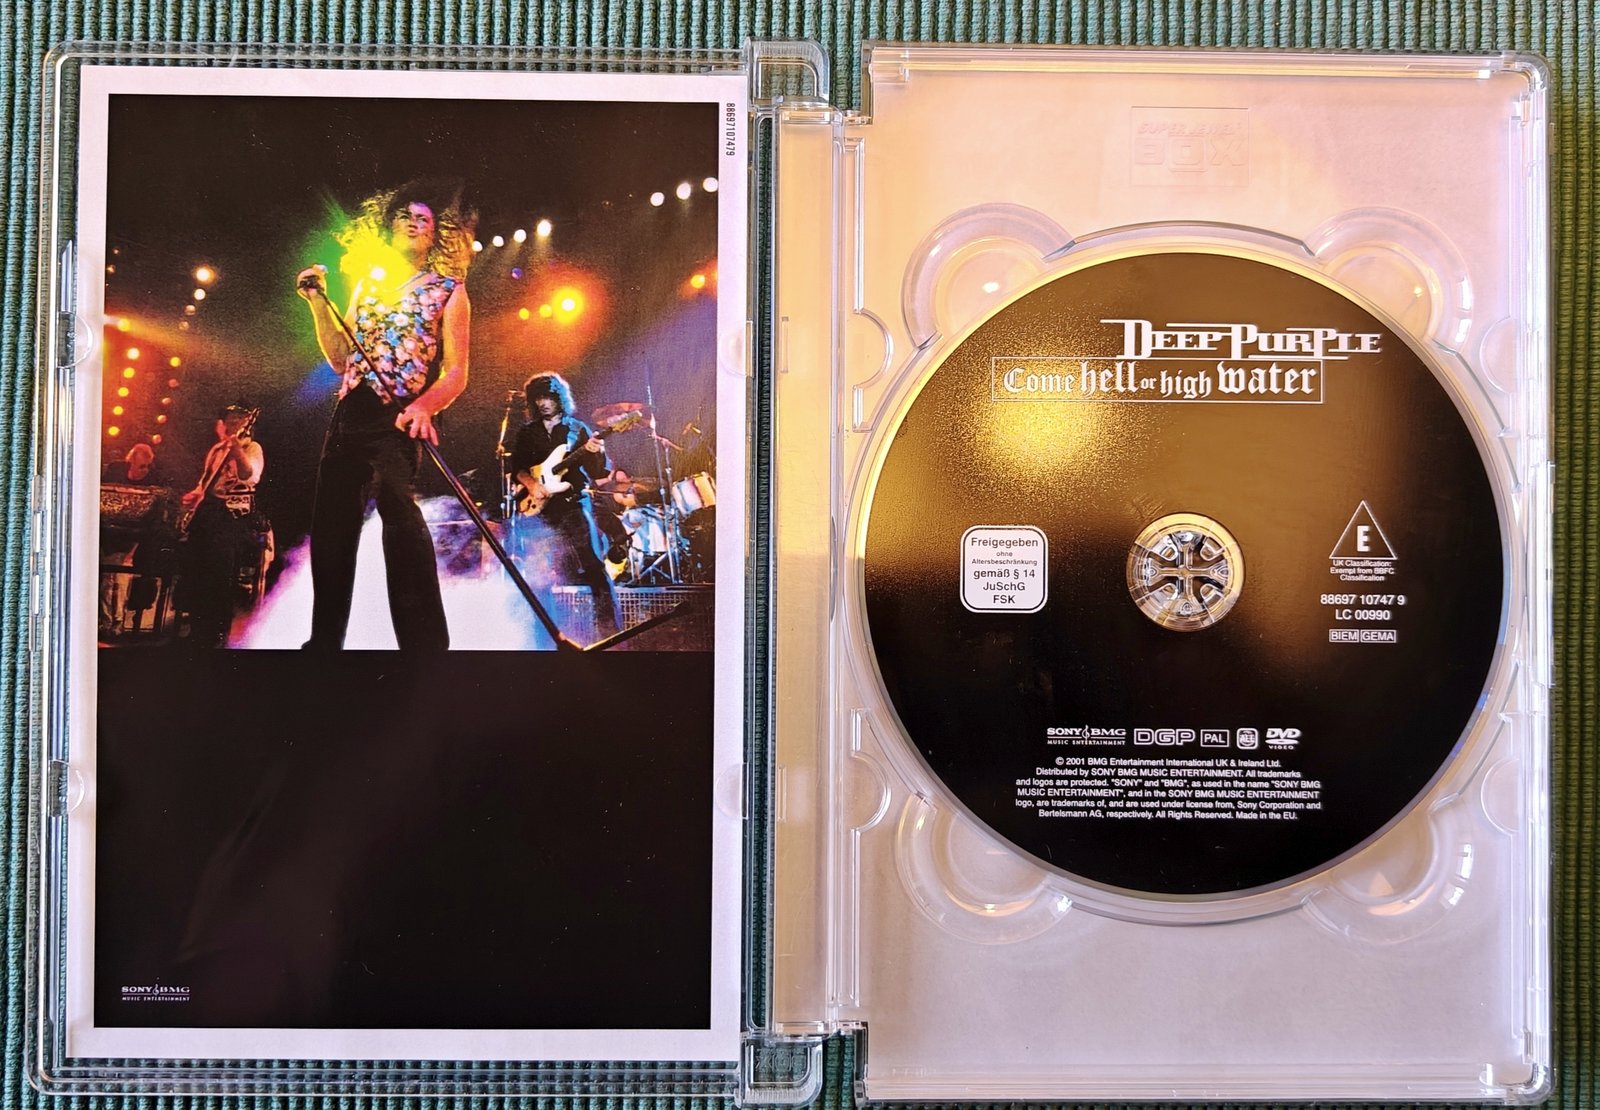 88697107479
SONY BMG
MUSIC ENTERTAINMENT
SUPER JEWEL
BOX
DEEP PURPLE
Come hell or high water
Freigegeben
ohne
Altersbeschränkung
gemäß § 14
JuSchG
FSK
E
UK Classification:
Exempt from BBFC
Classification
88697 10747 9
LC 00990
BIEM GEMA
SONY BMG
MUSIC ENTERTAINMENT
DGP
PAL
ALL
DVD
VIDEO
© 2001 BMG Entertainment International UK & Ireland Ltd.
Distributed by SONY BMG MUSIC ENTERTAINMENT. All trademarks
and logos are protected. "SONY" and "BMG", as used in the name "SONY BMG
MUSIC ENTERTAINMENT", and in the SONY BMG MUSIC ENTERTAINMENT
logo, are trademarks of, and are used under license from, Sony Corporation and
Bertelsmann AG, respectively. All Rights Reserved. Made in the EU.